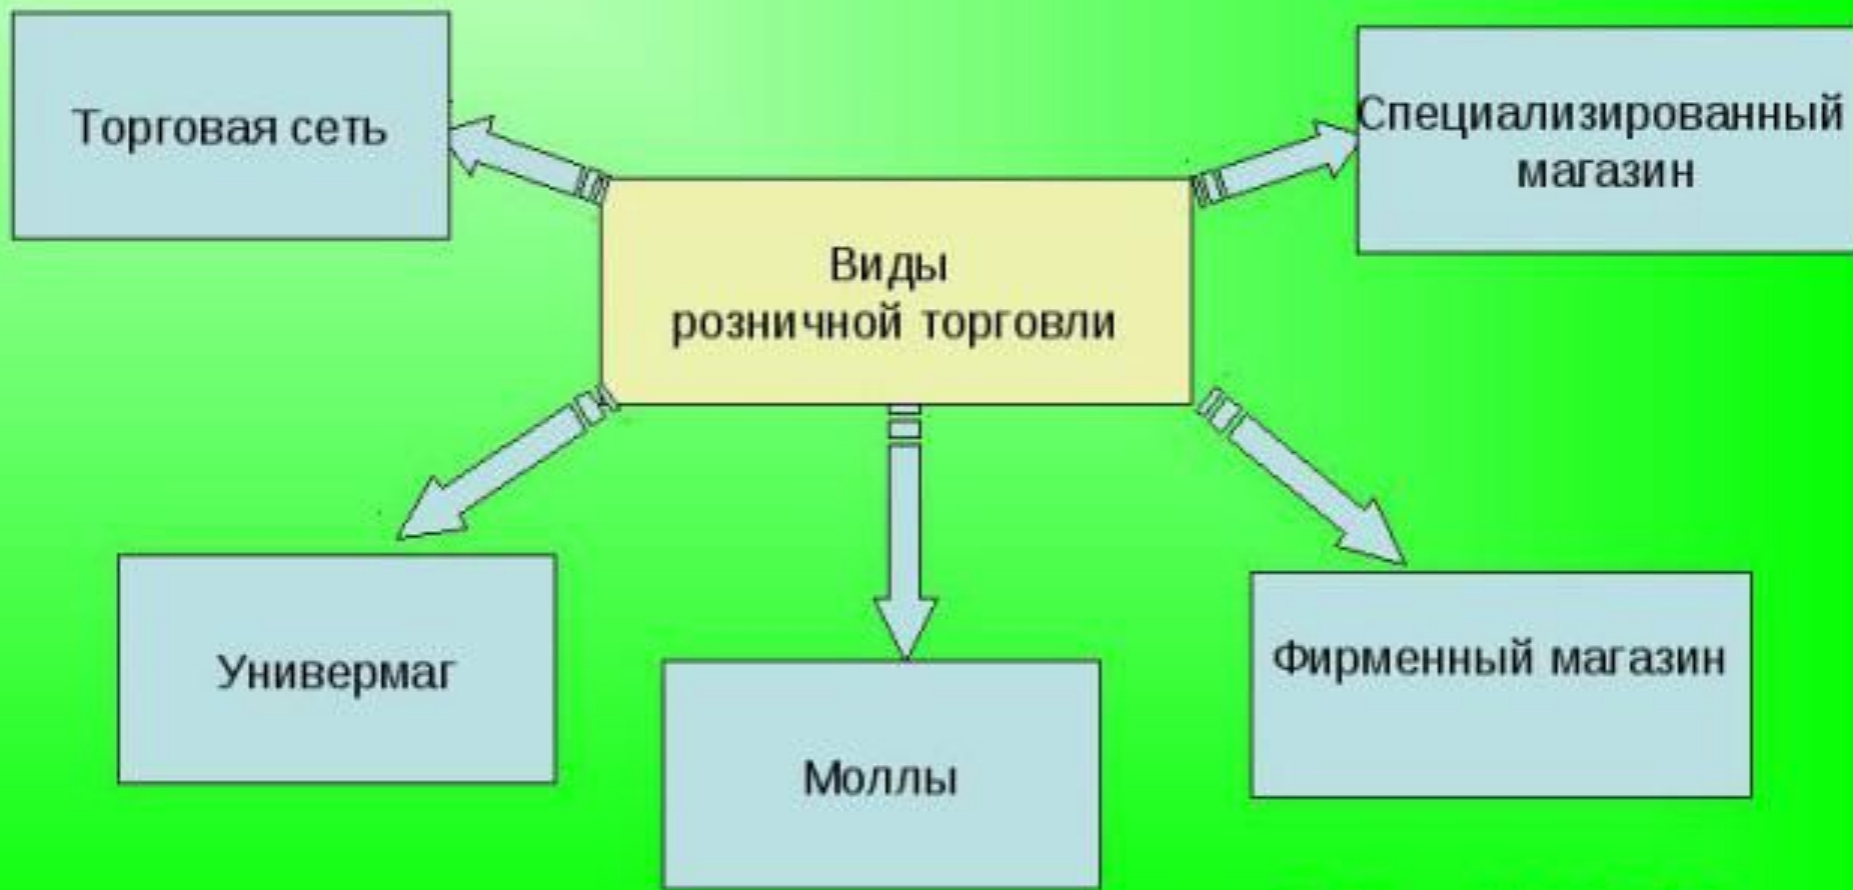 Торговая сеть
Специализированный
магазин
Виды
розничной торговли
Универмаг
Моллы
Фирменный магазин